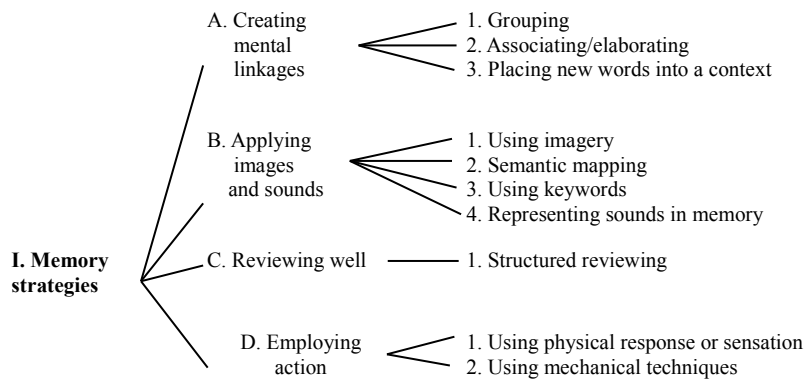 A. Creating
mental
linkages
1. Grouping
2. Associating/elaborating
3. Placing new words into a context
B. Applying
images
and sounds
1. Using imagery
2. Semantic mapping
3. Using keywords
4. Representing sounds in memory
I. Memory
strategies
C. Reviewing well
1. Structured reviewing
D. Employing
action
1. Using physical response or sensation
2. Using mechanical techniques